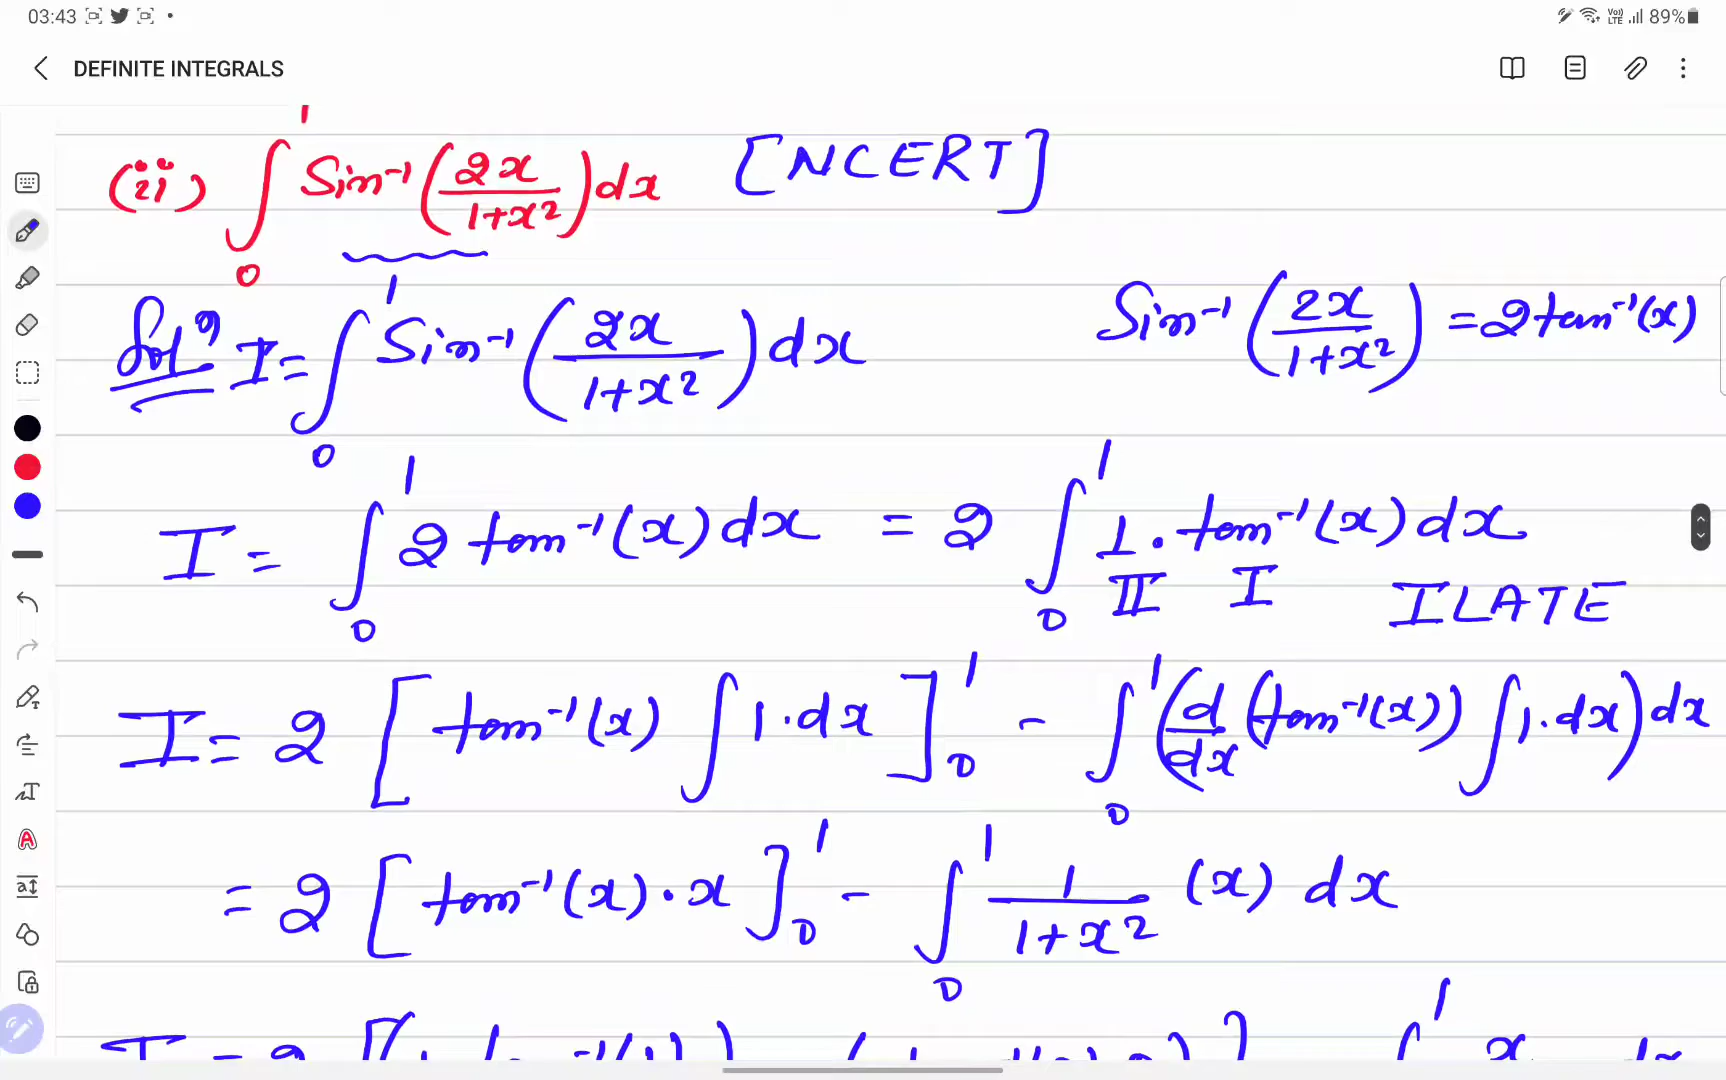 03:43 89%
DEFINITE INTEGRALS
(ii) ∫₀¹ Sin⁻¹(2x/(1+x²))dx [NCERT]
Solⁿ I = ∫₀¹ Sin⁻¹(2x/(1+x²))dx Sin⁻¹(2x/(1+x²)) = 2tan⁻¹(x)
I = ∫₀¹ 2 tan⁻¹(x)dx = 2 ∫₀¹ 1·tan⁻¹(x)dx
II I ILATE
I = 2 [tan⁻¹(x) ∫1·dx]₀¹ - ∫₀¹ (d/dx (tan⁻¹(x)) ∫1·dx)dx
= 2 [tan⁻¹(x)·x]₀¹ - ∫₀¹ 1/(1+x²) (x) dx